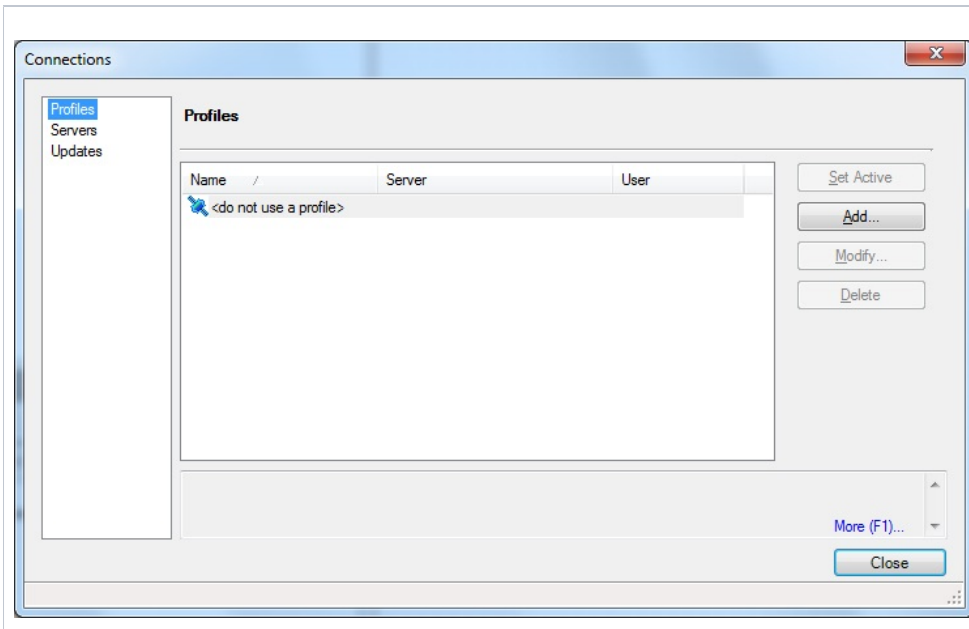 Connections
Profiles
Servers
Updates
Profiles
Name / Server User
<do not use a profile>
Set Active
Add...
Modify...
Delete
More (F1)...
Close